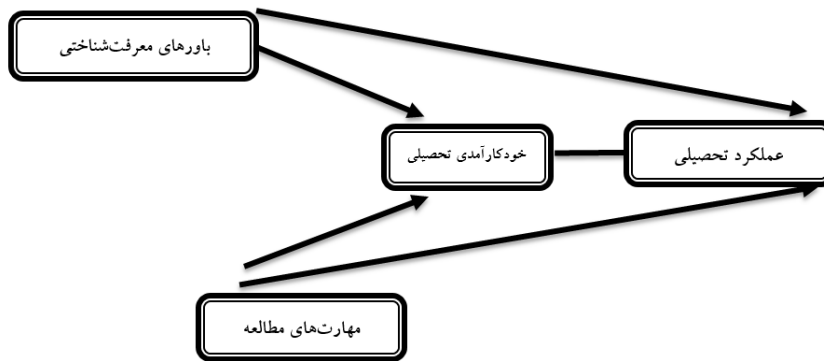 باورهای معرفت‌شناختی
خودکارآمدی تحصیلی
عملکرد تحصیلی
مهارت‌های مطالعه